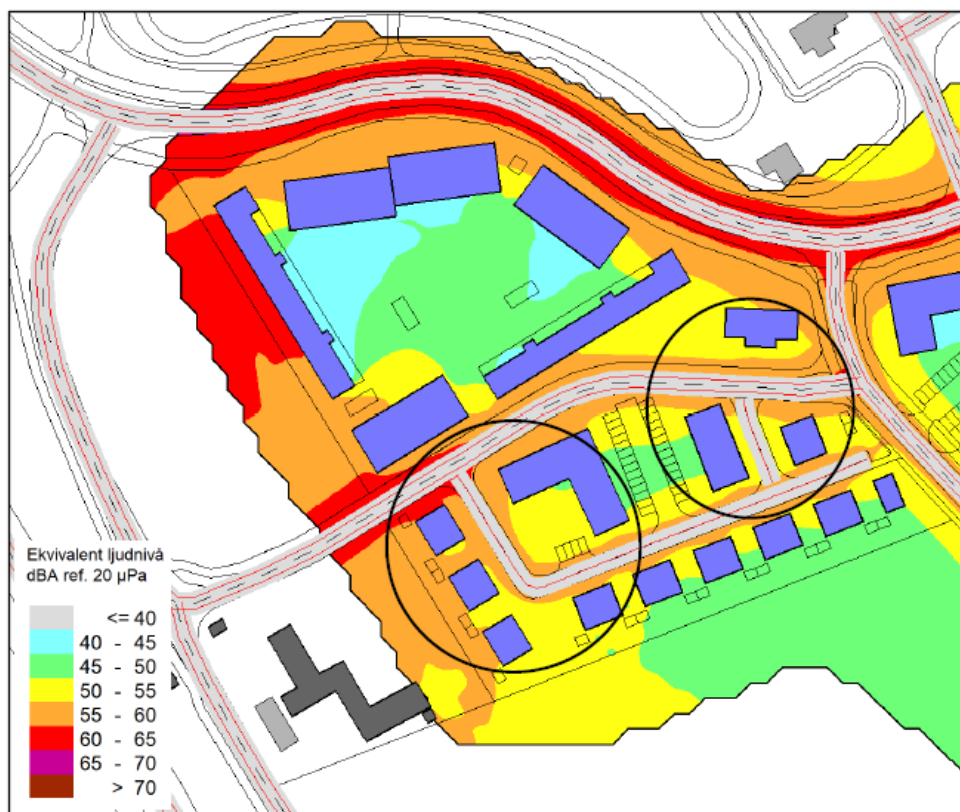 Ekvivalent ljudnivå
dBA ref. 20 µPa
<= 40
40 - 45
45 - 50
50 - 55
55 - 60
60 - 65
65 - 70
> 70